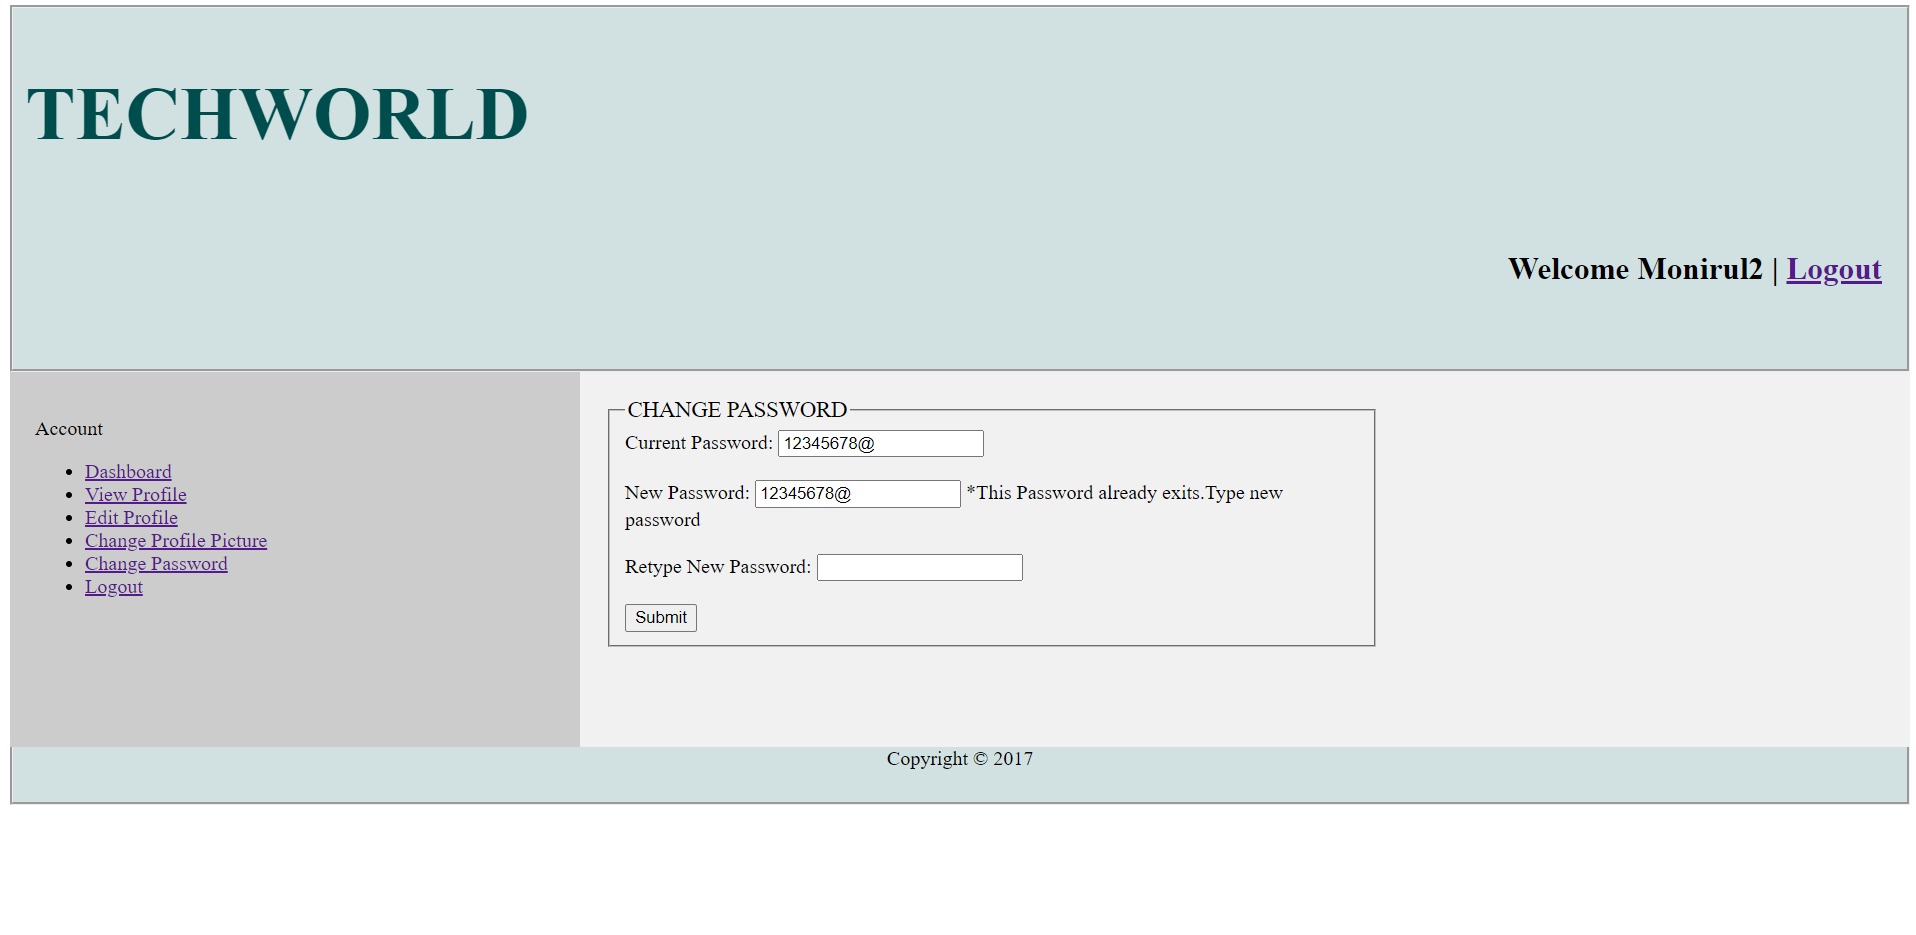 TECHWORLD
Welcome Monirul2 | Logout
Account
Dashboard
View Profile
Edit Profile
Change Profile Picture
Change Password
Logout
CHANGE PASSWORD
Current Password: 12345678@
New Password: 12345678@ *This Password already exits.Type new
password
Retype New Password:
Submit
Copyright © 2017